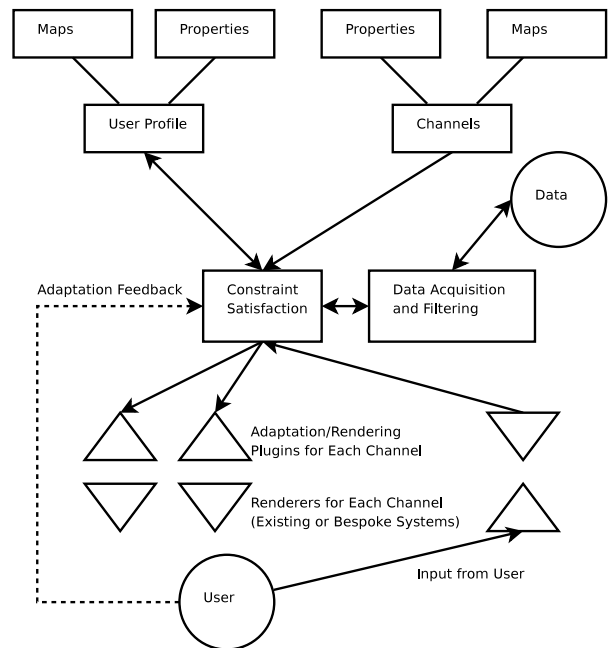 Maps
Properties
Properties
Maps
User Profile
Channels
Data
Adaptation Feedback
Constraint
Satisfaction
Data Acquisition
and Filtering
Adaptation/Rendering
Plugins for Each Channel
Renderers for Each Channel
(Existing or Bespoke Systems)
Input from User
User